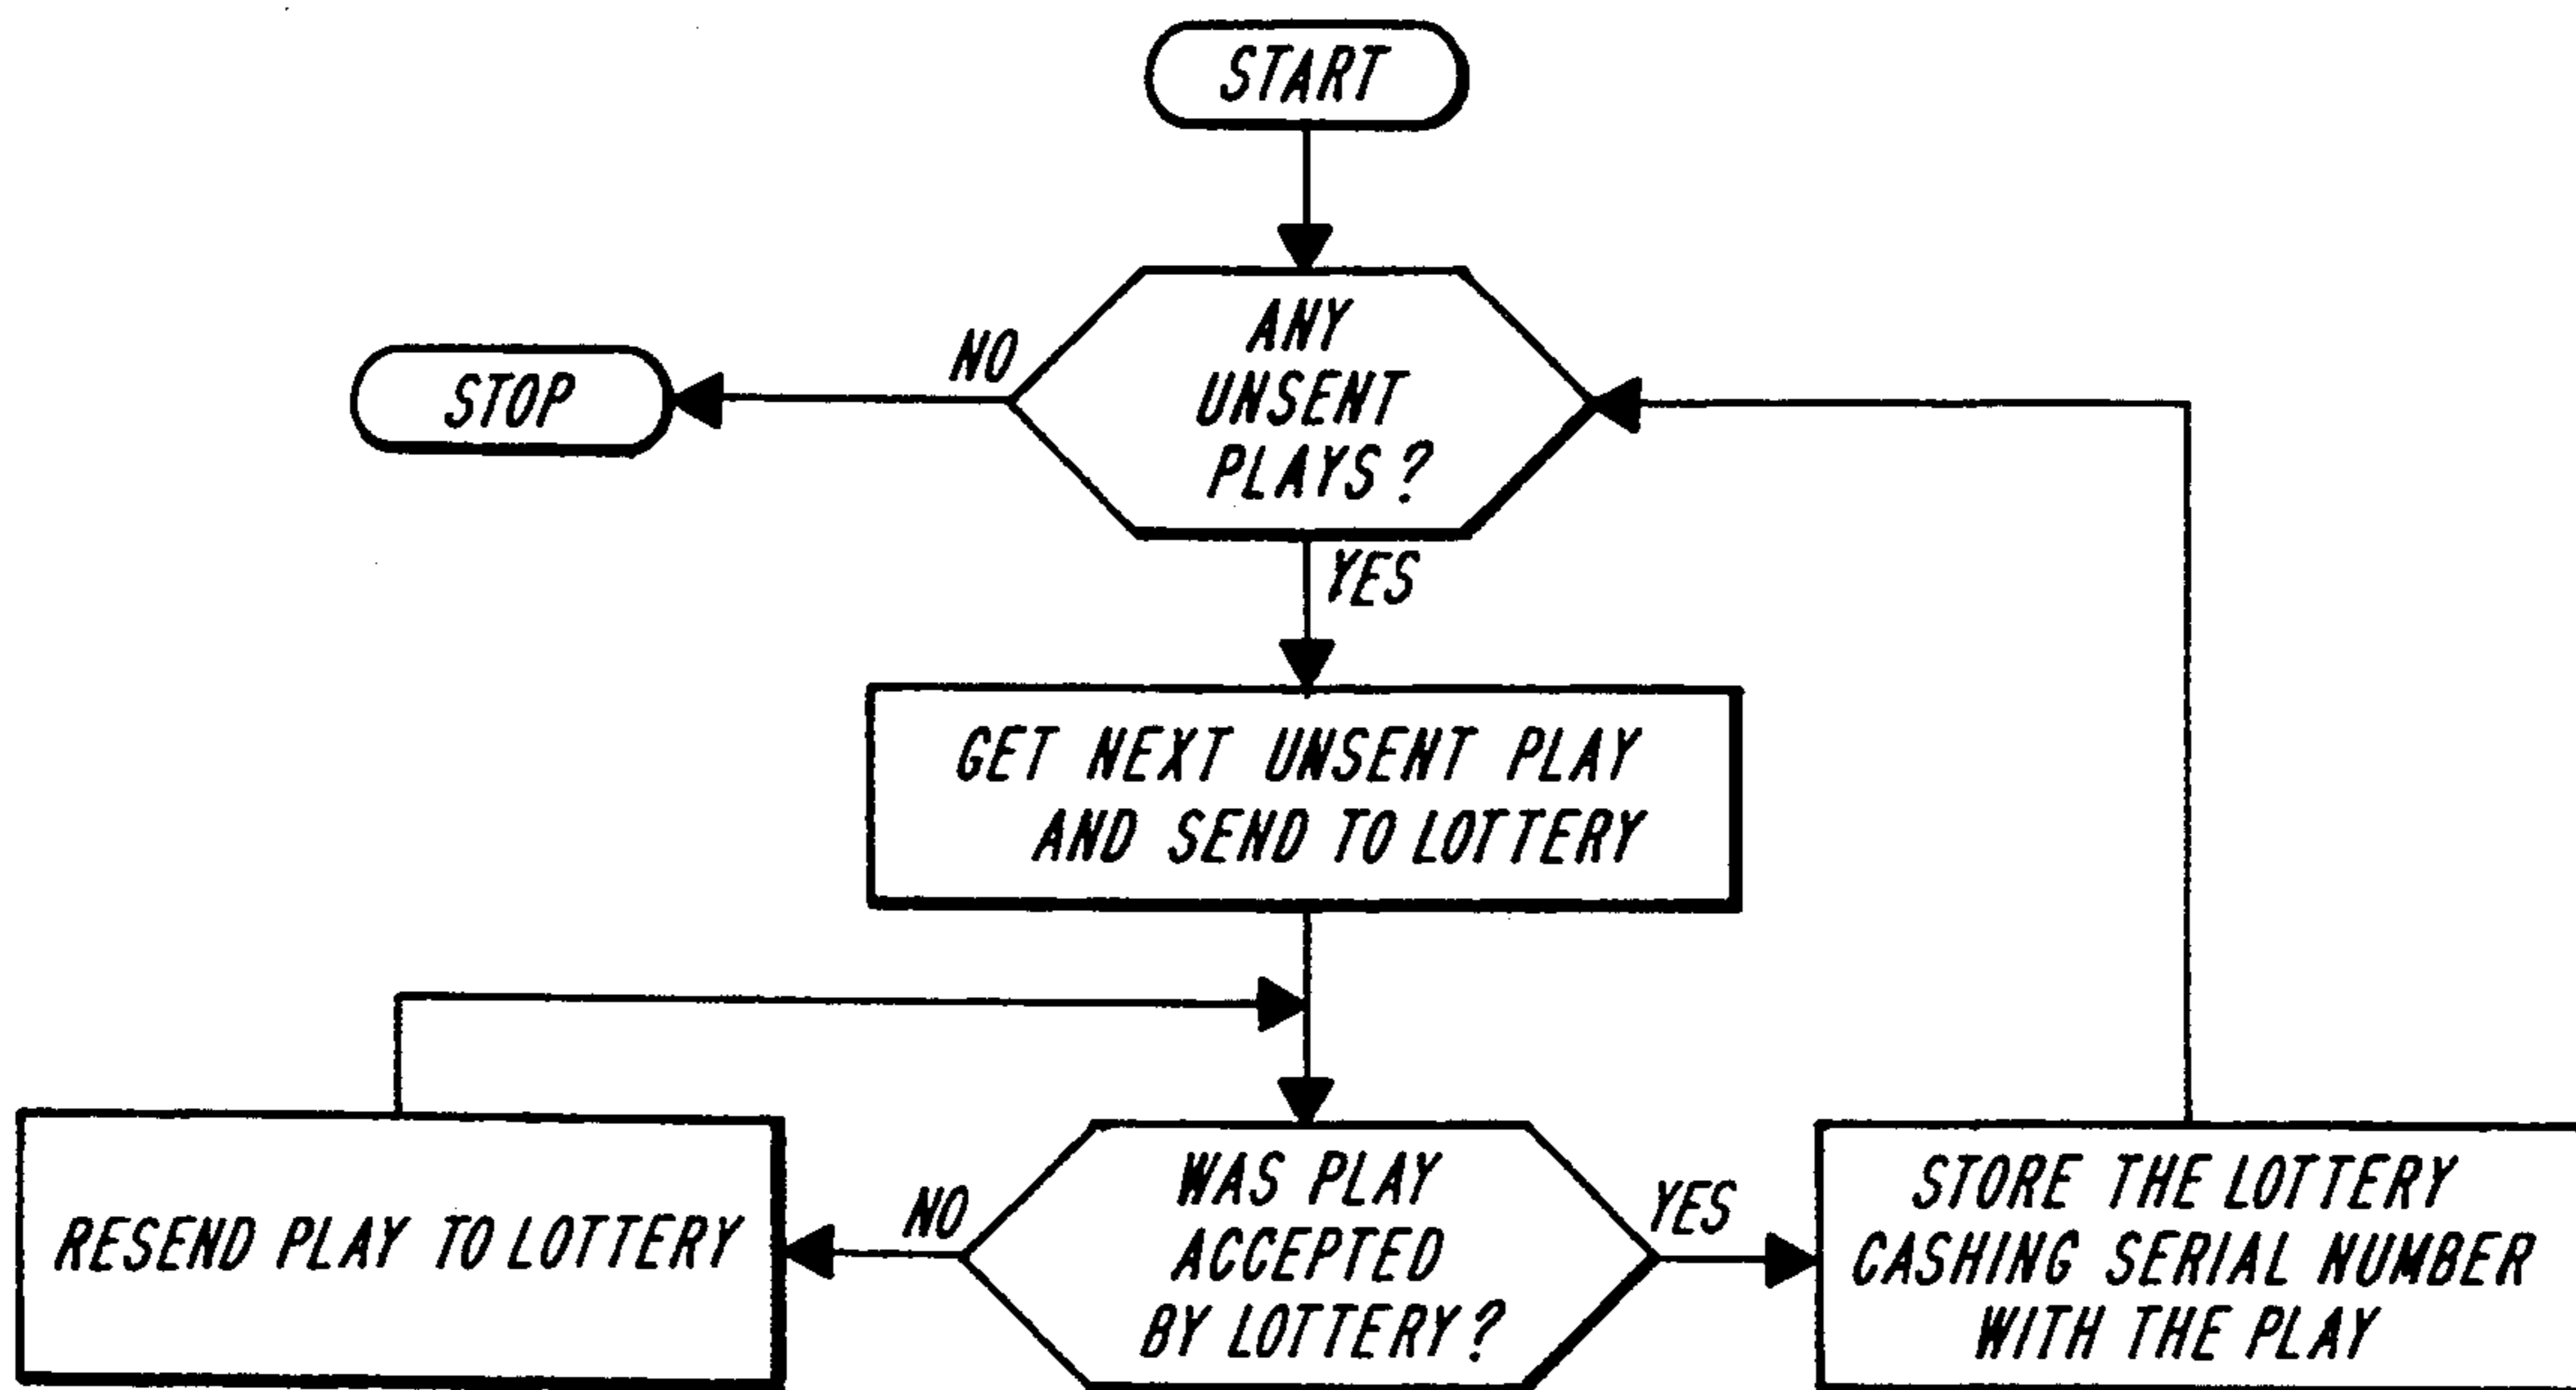 START
ANY
UNSENT
PLAYS?
NO
STOP
YES
GET NEXT UNSENT PLAY
AND SEND TO LOTTERY
WAS PLAY
ACCEPTED
BY LOTTERY?
NO
RESEND PLAY TO LOTTERY
YES
STORE THE LOTTERY
CASHING SERIAL NUMBER
WITH THE PLAY